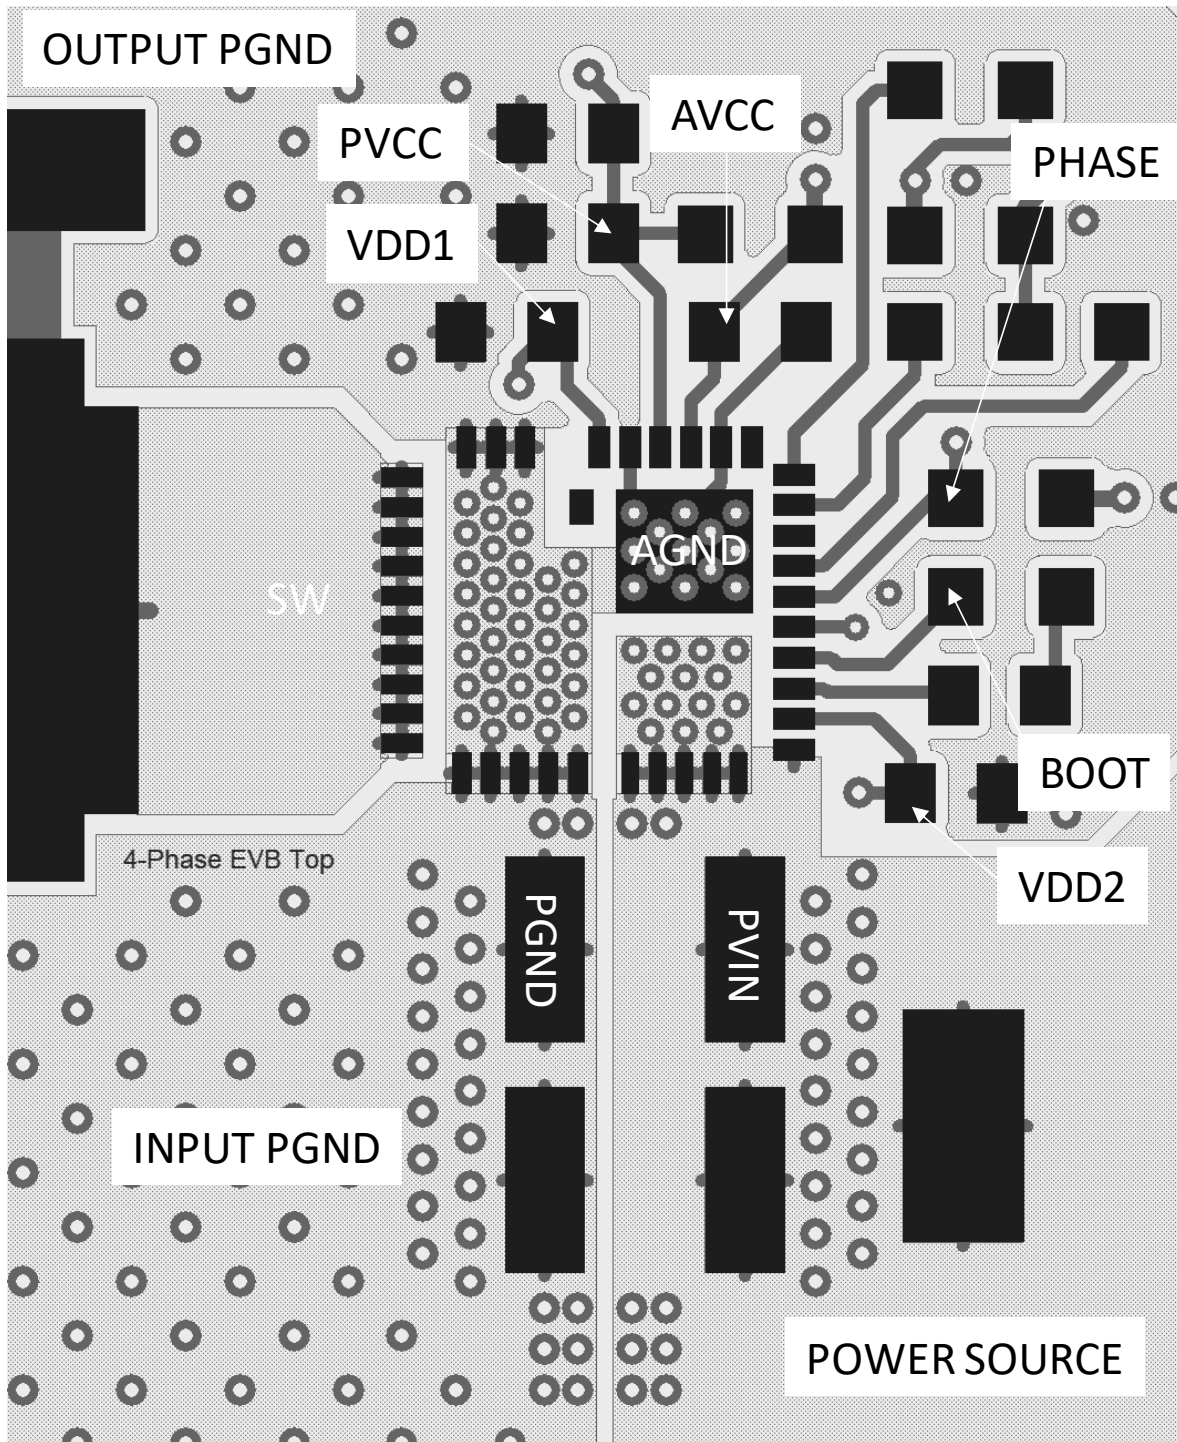 OUTPUT PGND
AVCC
PVCC
PHASE
VDD1
AGND
SW
BOOT
4-Phase EVB Top
VDD2
PGND
PVIN
INPUT PGND
POWER SOURCE